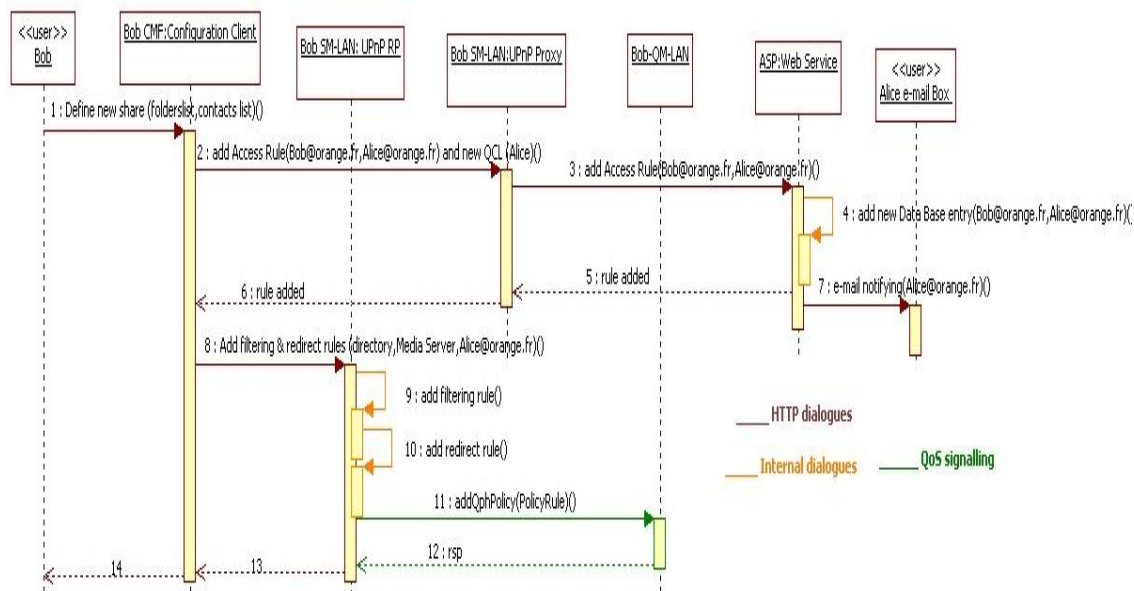 <<user>>
Bob
Bob CMF:Configuration Client
Bob SM-LAN: UPnP RP
Bob SM-LAN:UPnP Proxy
Bob-QM-LAN
ASP:Web Service
<<user>>
Alice e-mail Box
1 : Define new share (folderslist,contacts list)()
2 : add Access Rule(Bob@orange.fr,Alice@orange.fr) and new QCL (Alice)()
3 : add Access Rule(Bob@orange.fr,Alice@orange.fr)()
4 : add new Data Base entry(Bob@orange.fr,Alice@orange.fr)()
5 : rule added
6 : rule added
7 : e-mail notifying(Alice@orange.fr)()
8 : Add filtering & redirect rules (directory,Media Server,Alice@orange.fr)()
9 : add filtering rule()
10 : add redirect rule()
HTTP dialogues
Internal dialogues
QoS signalling
11 : addQphPolicy(PolicyRule)()
12 : rsp
13
14